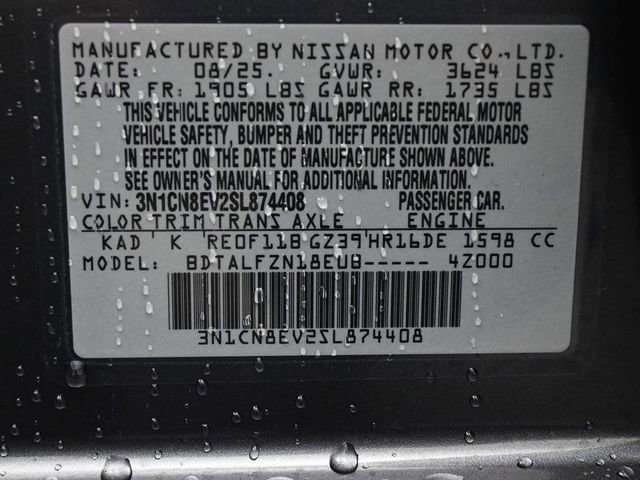 MANUFACTURED BY NISSAN MOTOR CO.,LTD.
DATE: 08/25. GVWR: 3624 LBS
GAWR FR: 1905 LBS GAWR RR: 1735 LBS
THIS VEHICLE CONFORMS TO ALL APPLICABLE FEDERAL MOTOR
VEHICLE SAFETY, BUMPER AND THEFT PREVENTION STANDARDS
IN EFFECT ON THE DATE OF MANUFACTURE SHOWN ABOVE.
SEE OWNER'S MANUAL FOR ADDITIONAL INFORMATION.
VIN: 3N1CN8EV2SL874408 PASSENGER CAR.
COLOR TRIM TRANS AXLE ENGINE
KAD K RE0F11B GZ39 HR16DE 1598 CC
MODEL: BDTALFZN18EUB----- 4Z000
3N1CN8EV2SL874408